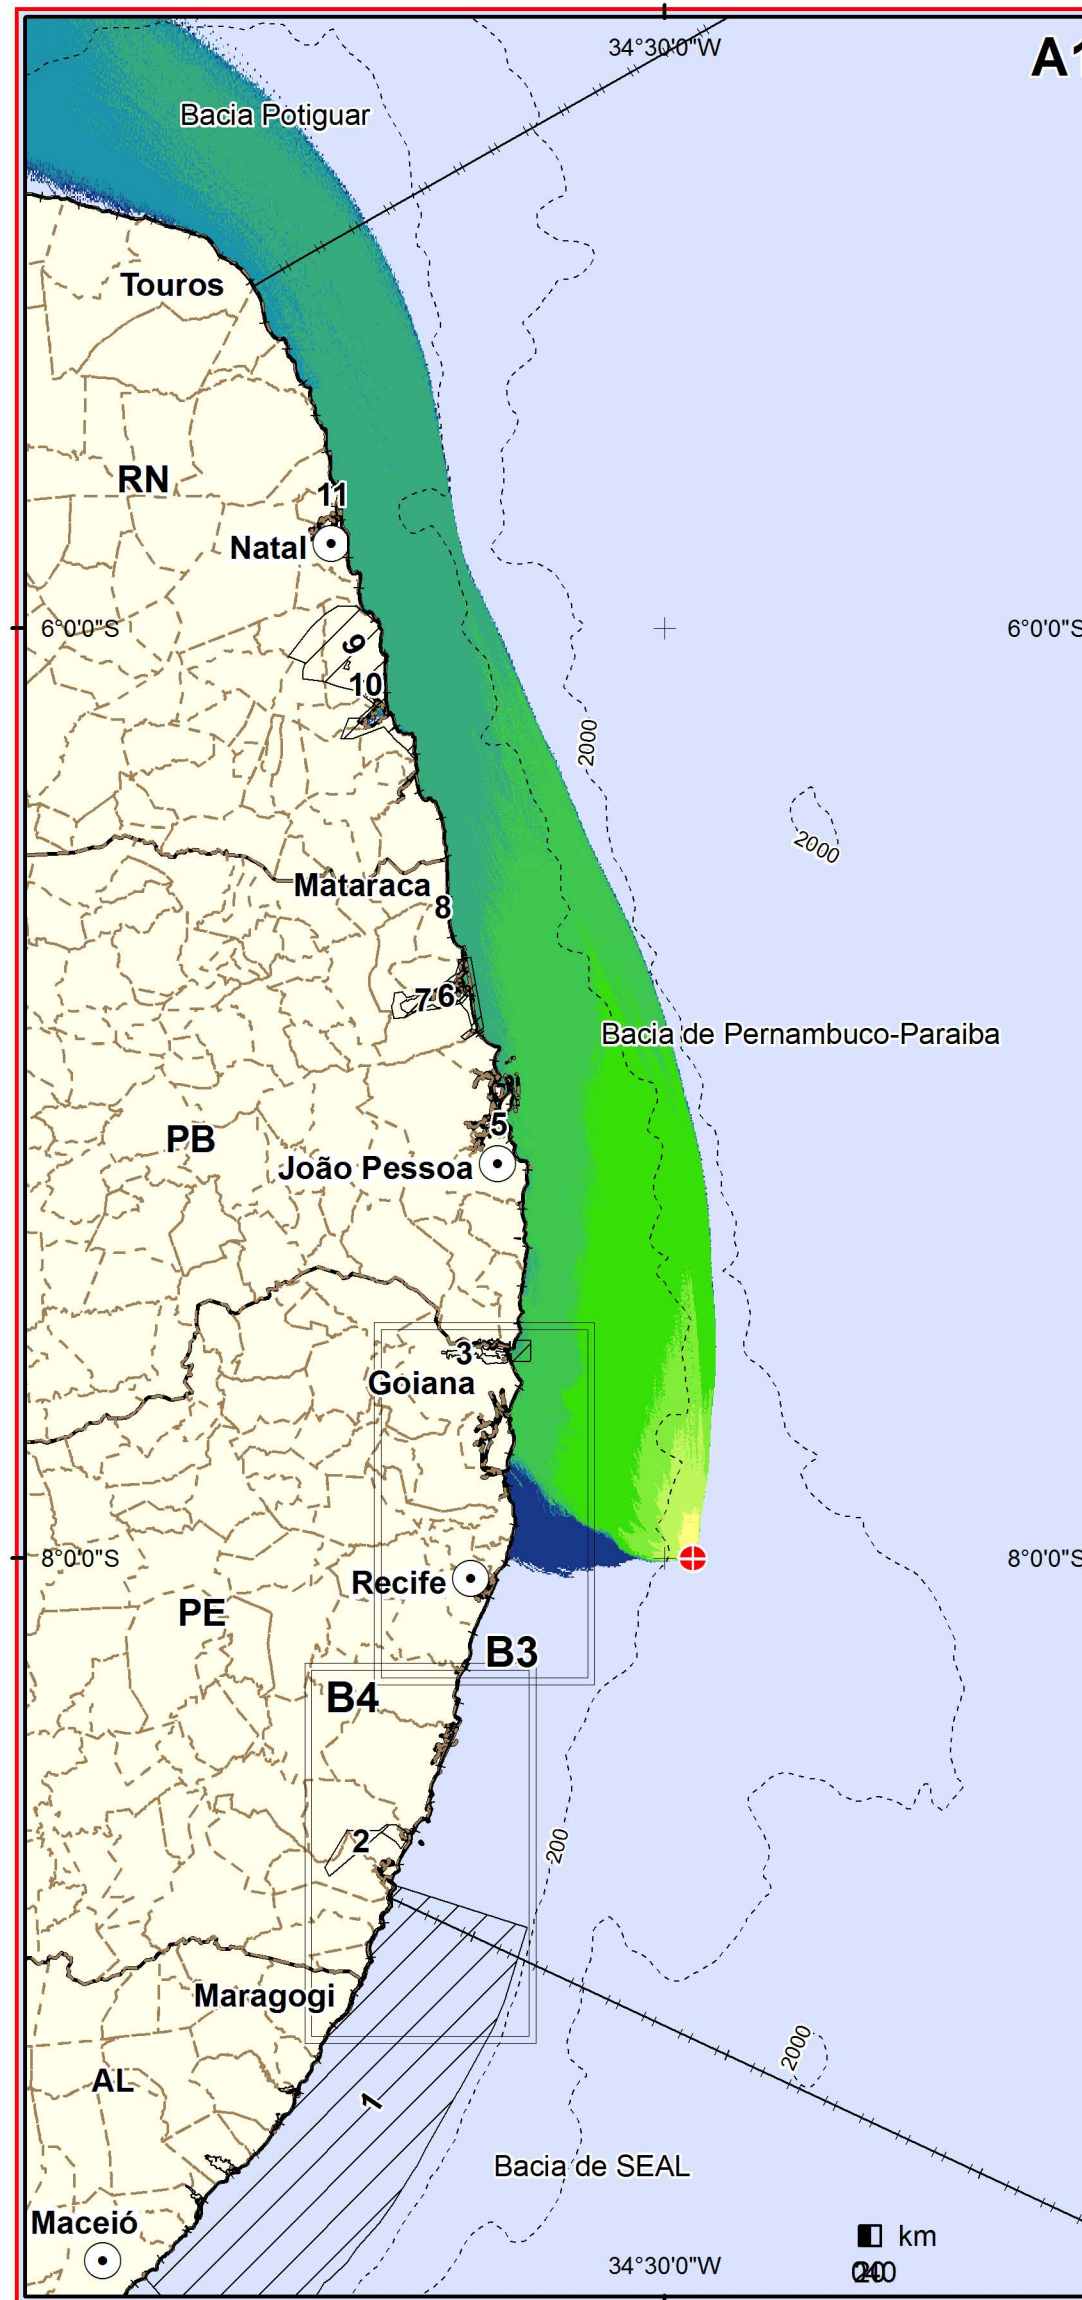 34°30'0"W
A1
Bacia Potiguar
Touros
RN
11
Natal
6°0'0"S
6°0'0"S
9
10
2000
2000
Mataraca
8
7
6
Bacia de Pernambuco-Paraiba
5
PB
João Pessoa
3
Goiana
8°0'0"S
8°0'0"S
Recife
PE
B3
B4
2
200
Maragogi
2000
AL
1
Bacia de SEAL
Maceió
km
34°30'0"W